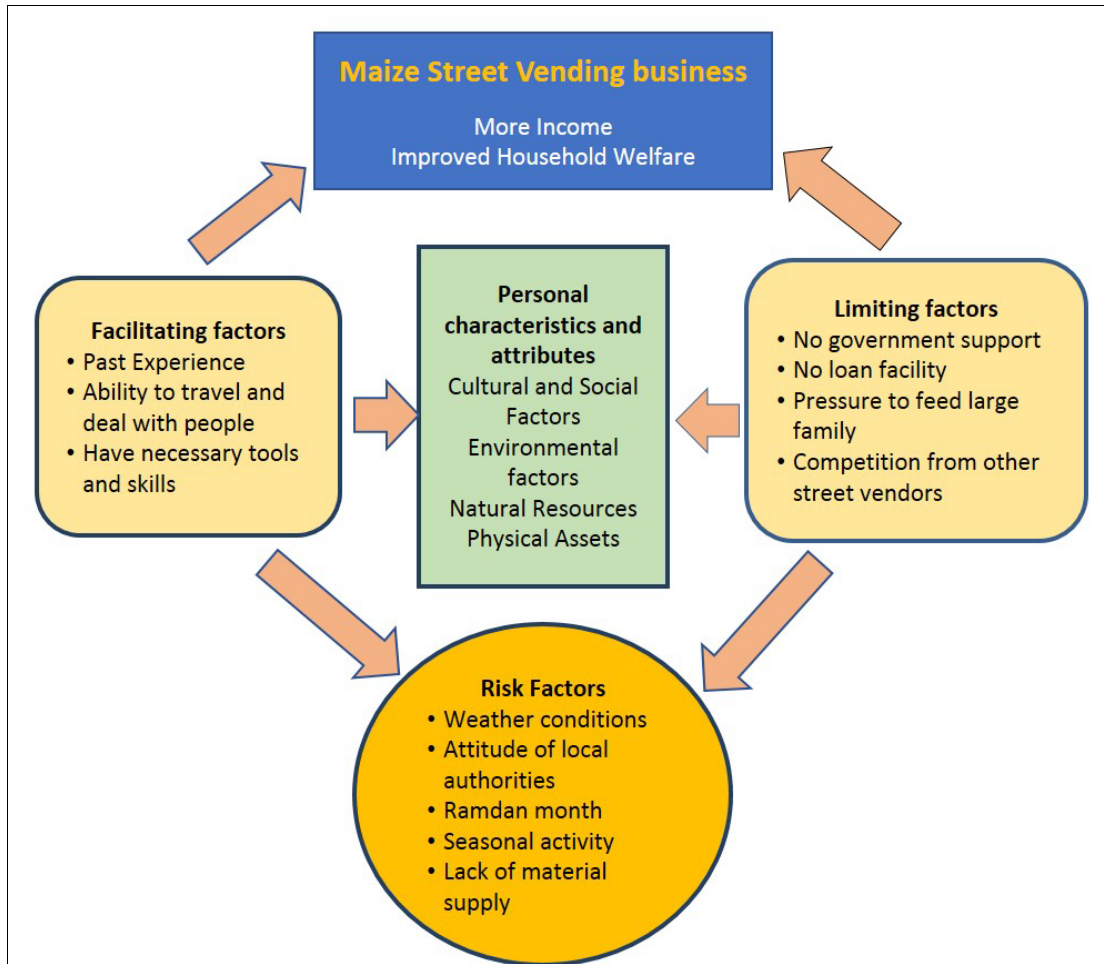 Maize Street Vending business
More Income
Improved Household Welfare
Facilitating factors
• Past Experience
• Ability to travel and
deal with people
• Have necessary tools
and skills
Personal
characteristics and
attributes
Cultural and Social
Factors
Environmental
factors
Natural Resources
Physical Assets
Limiting factors
• No government support
• No loan facility
• Pressure to feed large
family
• Competition from other
street vendors
Risk Factors
• Weather conditions
• Attitude of local
authorities
• Ramdan month
• Seasonal activity
• Lack of material
supply